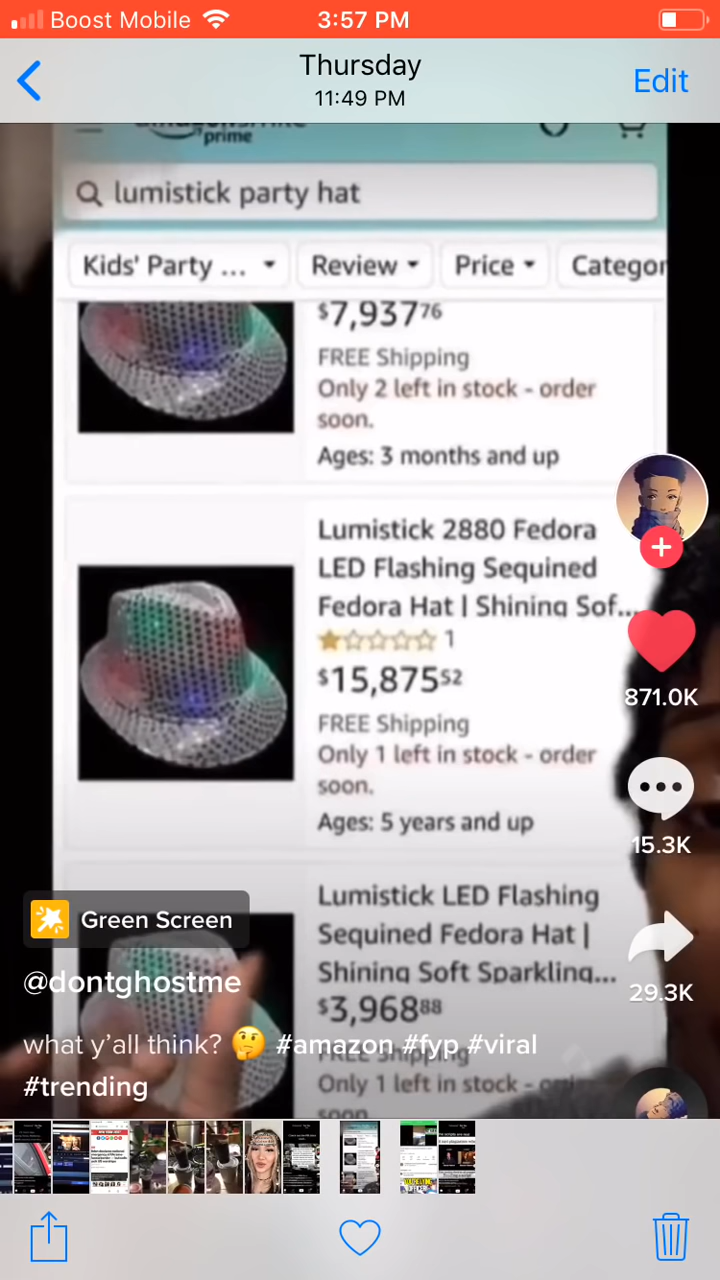 Boost Mobile
3:57 PM
Thursday
11:49 PM
Edit
prime
lumistick party hat
Kids' Party ...
Review
Price
Categor
$7,937 76
FREE Shipping
Only 2 left in stock - order
soon.
Ages: 3 months and up
Lumistick 2880 Fedora
LED Flashing Sequined
Fedora Hat | Shining Sof...
1
$15,875 52
FREE Shipping
Only 1 left in stock - order
soon.
Ages: 5 years and up
871.0K
15.3K
29.3K
Lumistick LED Flashing
Sequined Fedora Hat |
Shining Soft Sparkling...
$3,968 88
FREE Shipping
Only 1 left in stock - order
soon
Green Screen
@dontghostme
what y'all think? 🤔 #amazon #fyp #viral
#trending